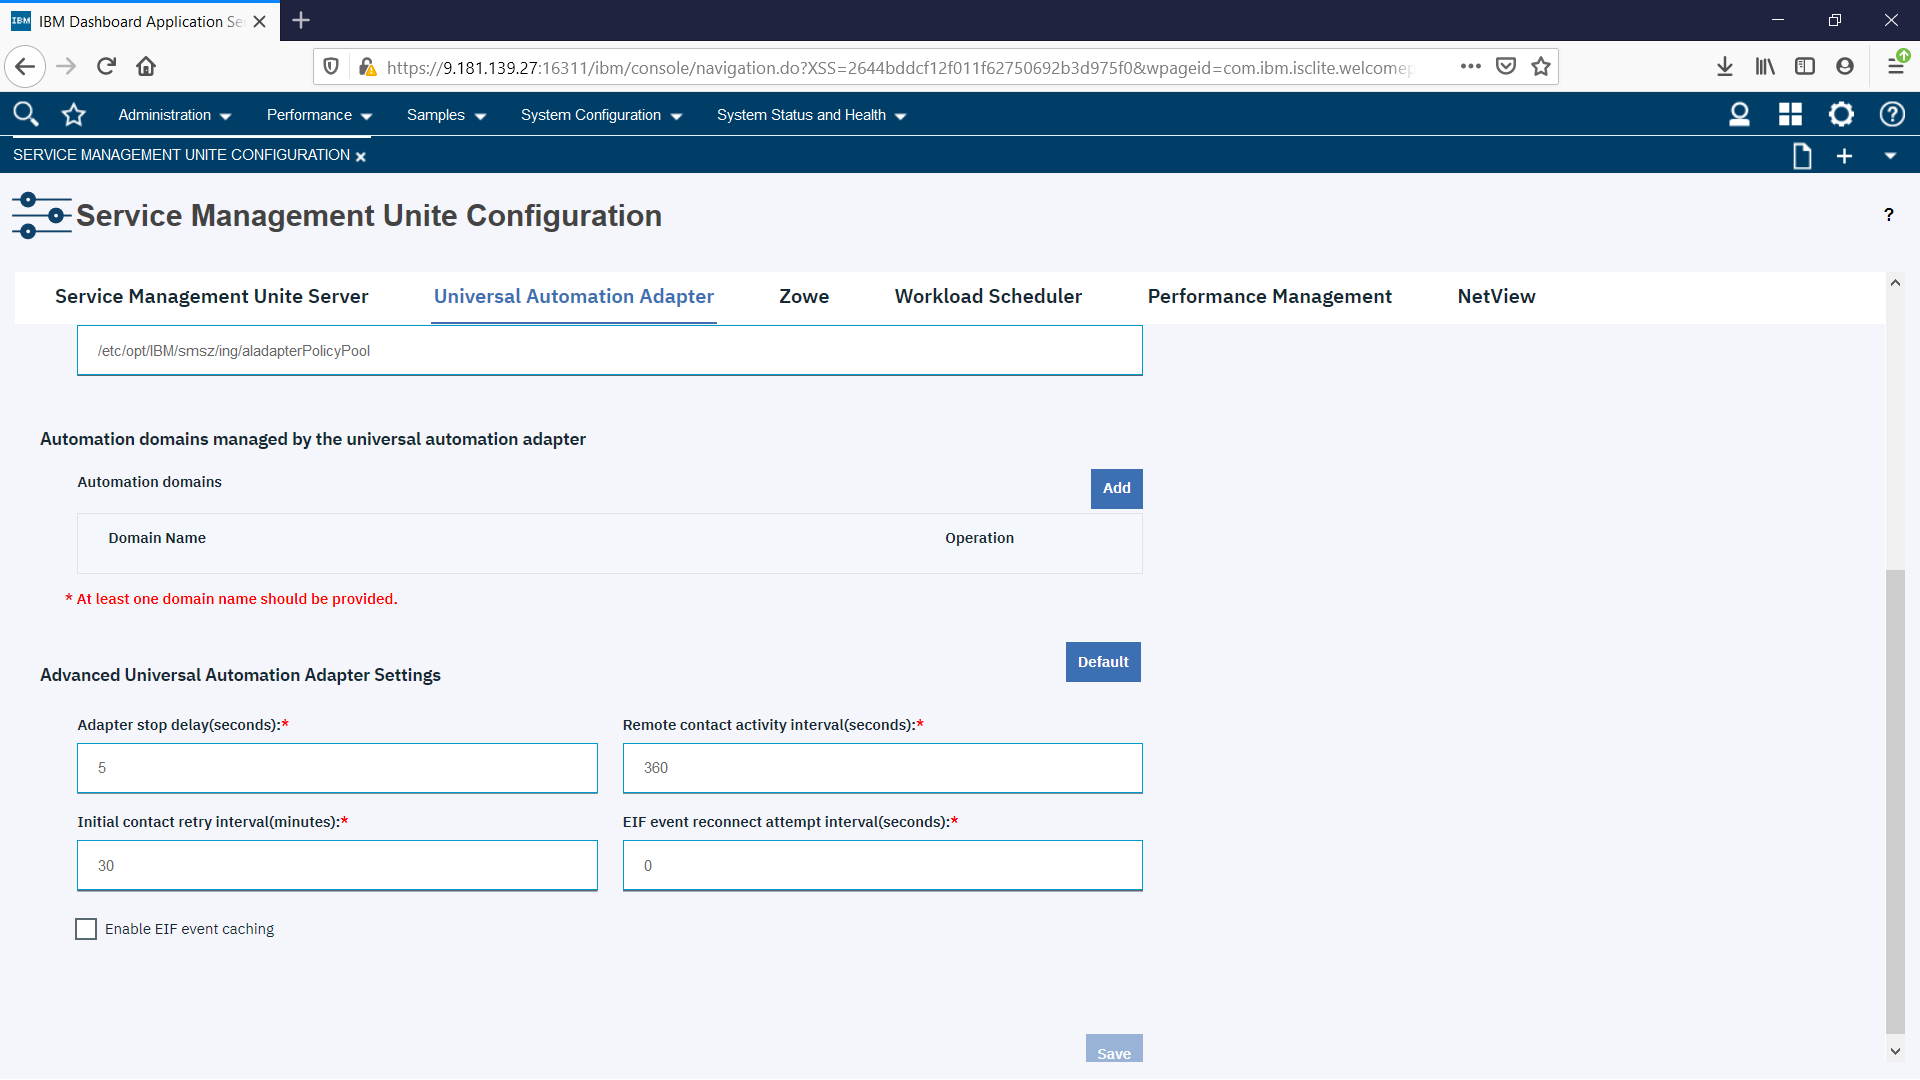 IBM
IBM Dashboard Application Se
https://9.181.139.27:16311/ibm/console/navigation.do?XSS=2644bddcf12f011f62750692b3d975f0&wpageid=com.ibm.isclite.welcomep
Administration
Performance
Samples
System Configuration
System Status and Health
SERVICE MANAGEMENT UNITE CONFIGURATION
Service Management Unite Configuration
?
Service Management Unite Server
Universal Automation Adapter
Zowe
Workload Scheduler
Performance Management
NetView
/etc/opt/IBM/smsz/ing/aladapterPolicyPool
Automation domains managed by the universal automation adapter
Automation domains
Add
Domain Name
Operation
* At least one domain name should be provided.
Default
Advanced Universal Automation Adapter Settings
Adapter stop delay(seconds):*
Remote contact activity interval(seconds):*
5
360
Initial contact retry interval(minutes):*
EIF event reconnect attempt interval(seconds):*
30
0
Enable EIF event caching
Save